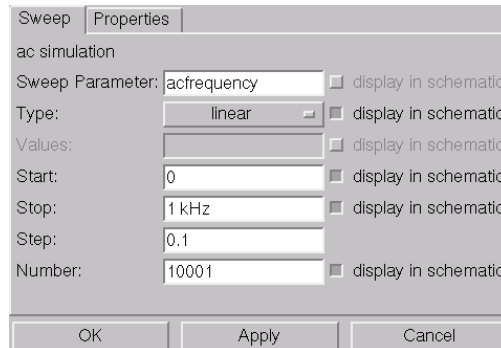 Sweep Properties
ac simulation
Sweep Parameter: acfrequency display in schematic
Type: linear display in schematic
Values: display in schematic
Start: 0 display in schematic
Stop: 1 kHz display in schematic
Step: 0.1
Number: 10001 display in schematic
OK Apply Cancel